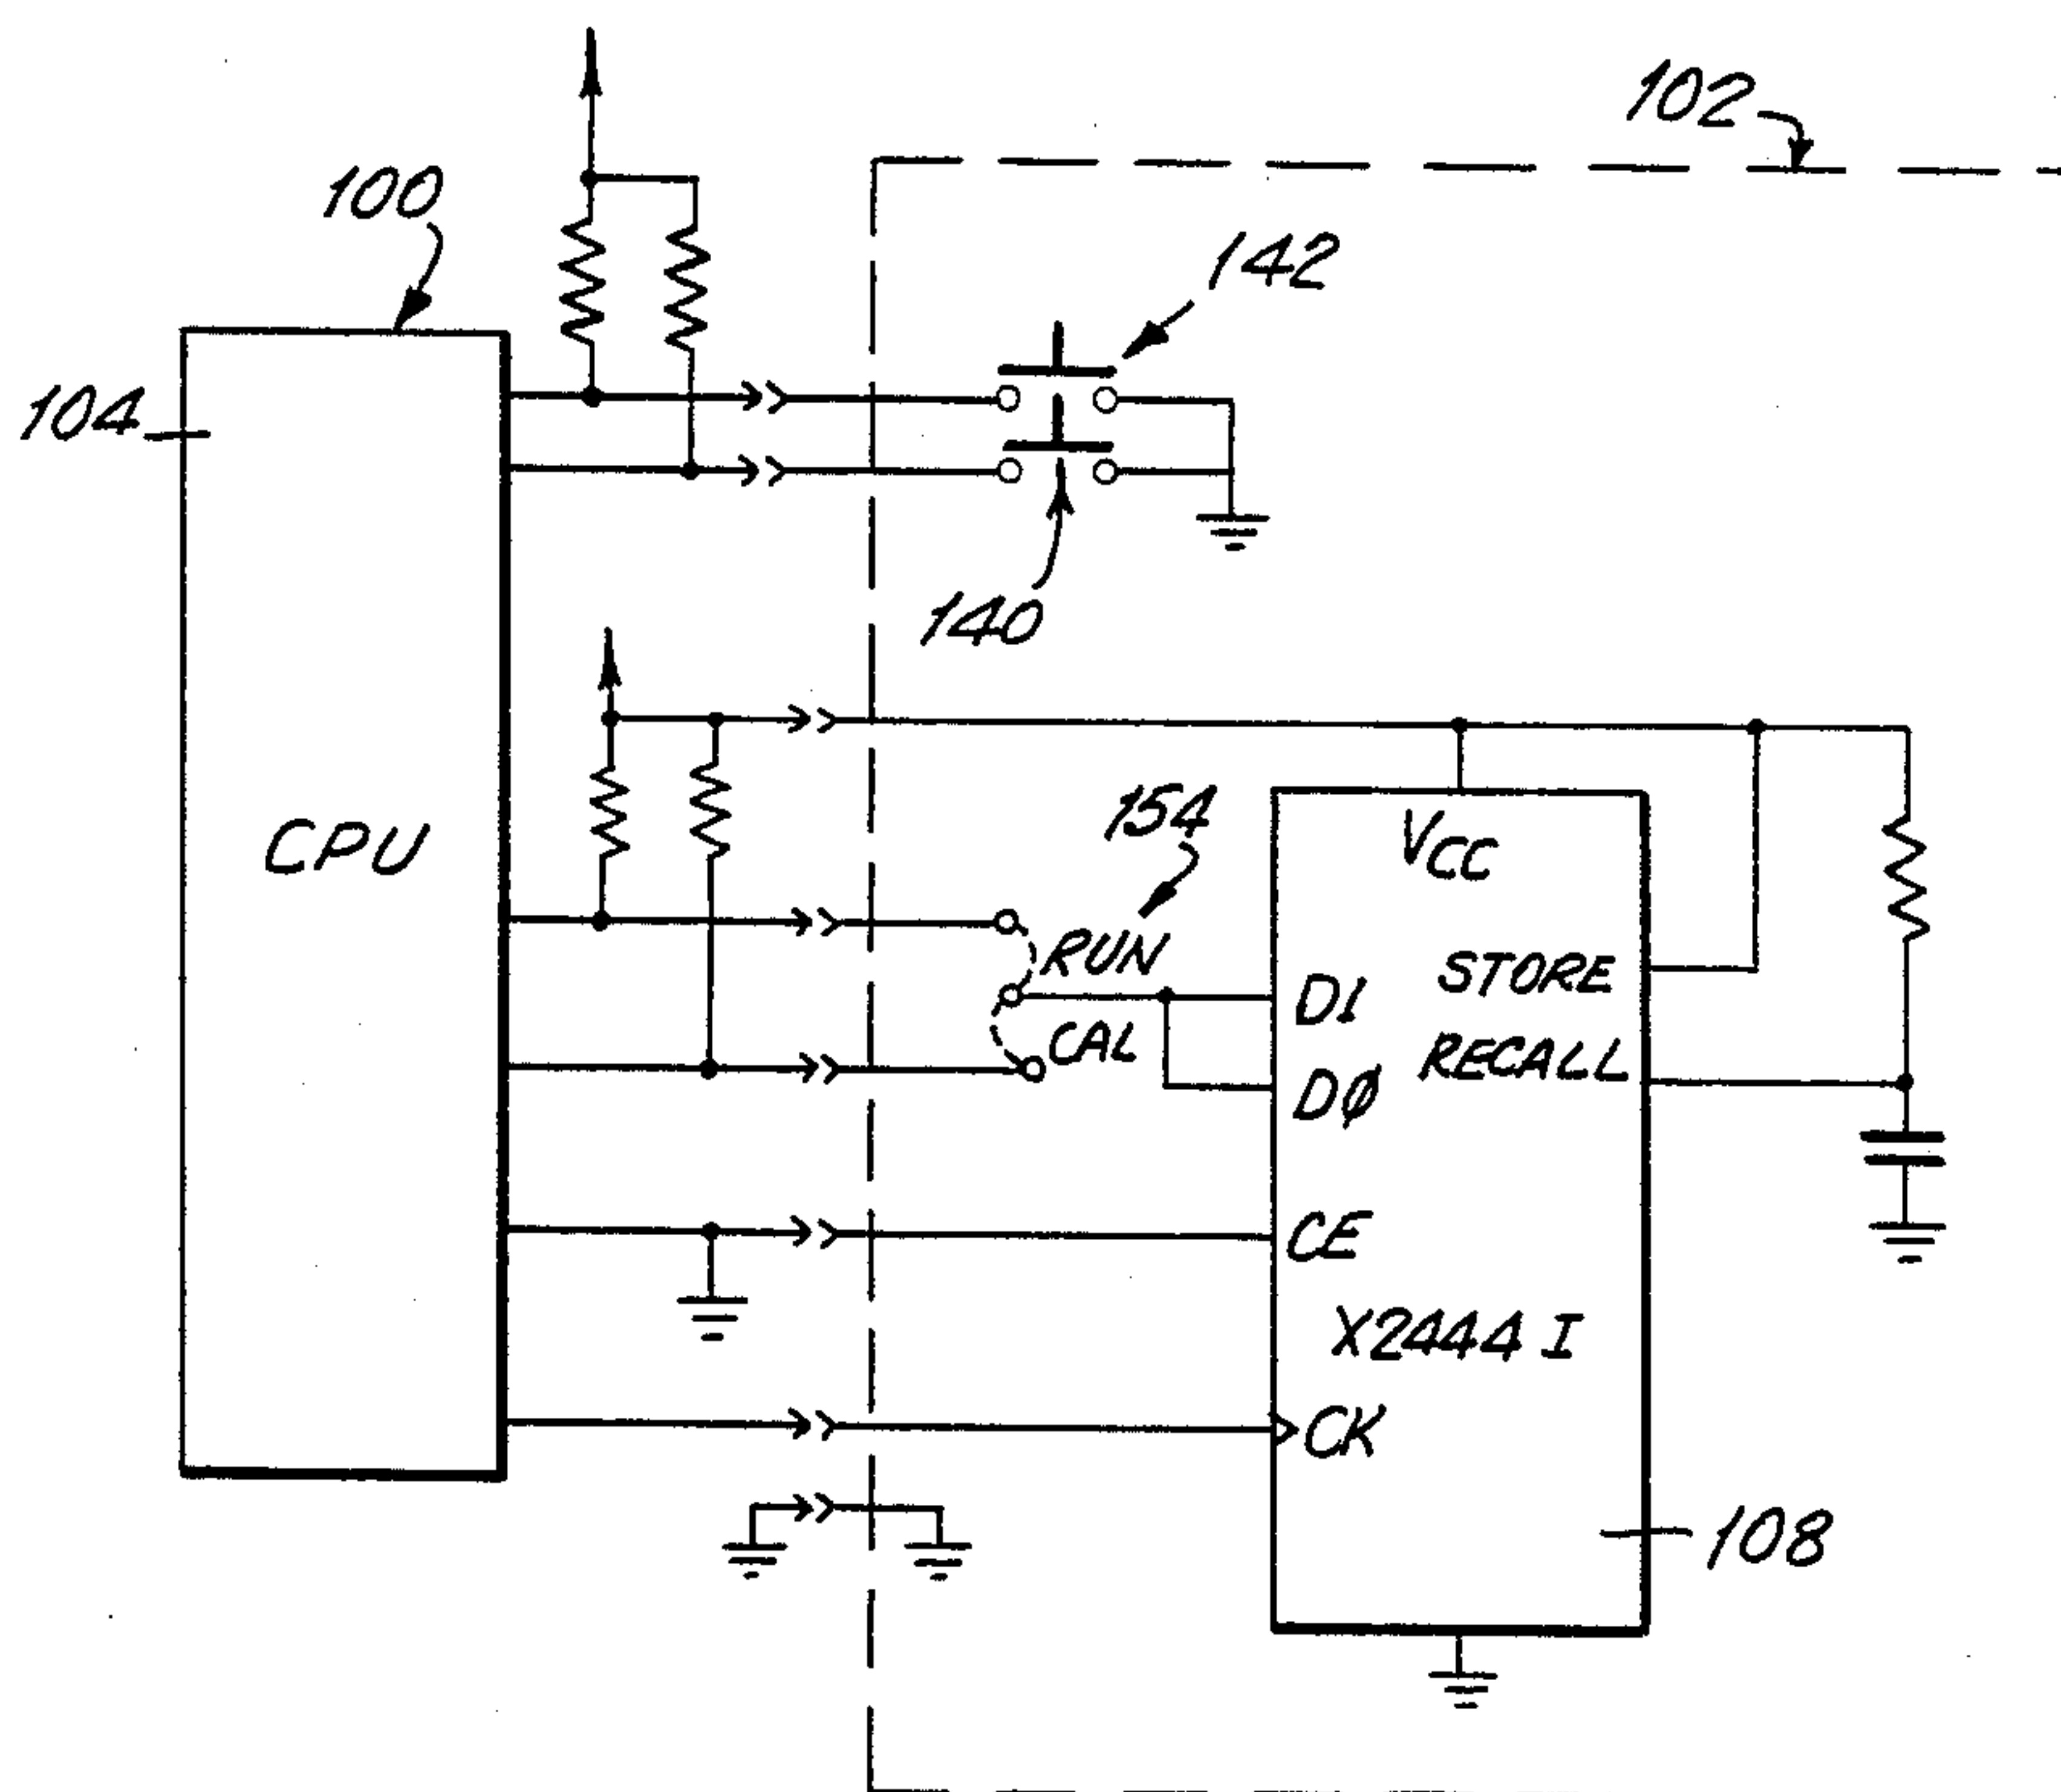 102
100
142
104
140
154
CPU
VCC
RUN
STORE
DI
CAL
RECALL
DØ
CE
X2444 I
CK
108